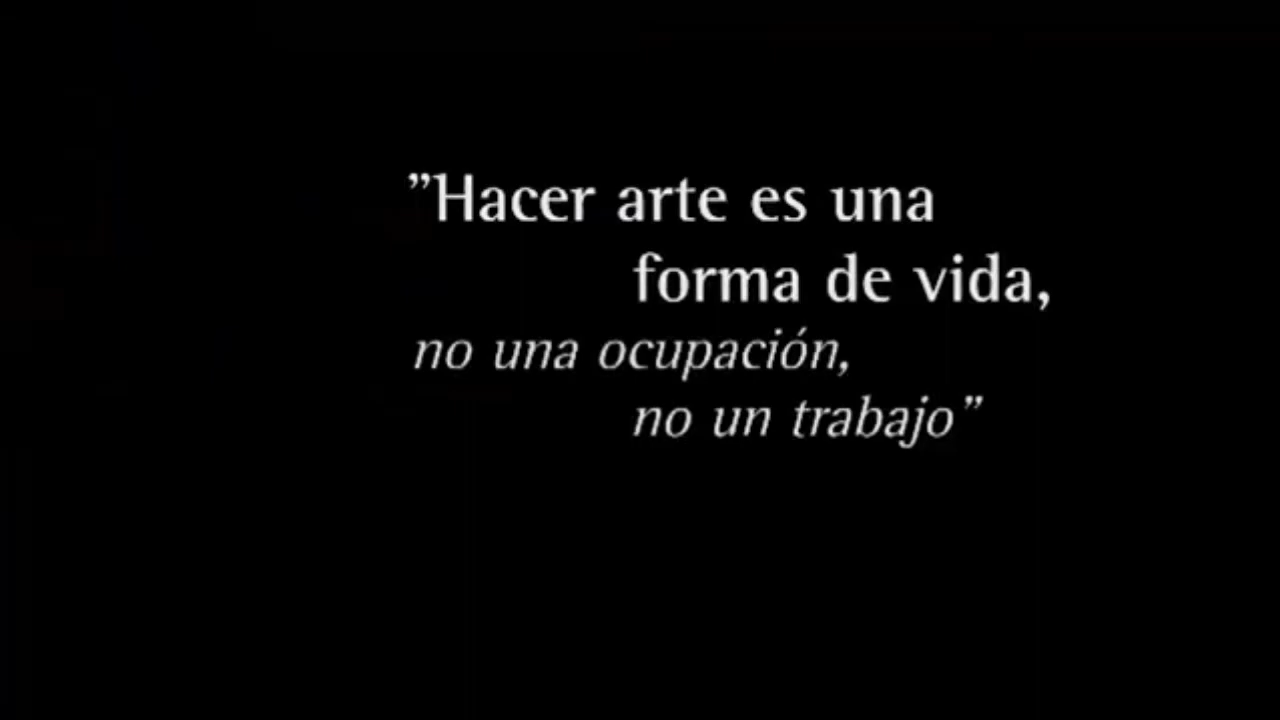 ”Hacer arte es una
forma de vida,
no una ocupación,
no un trabajo”